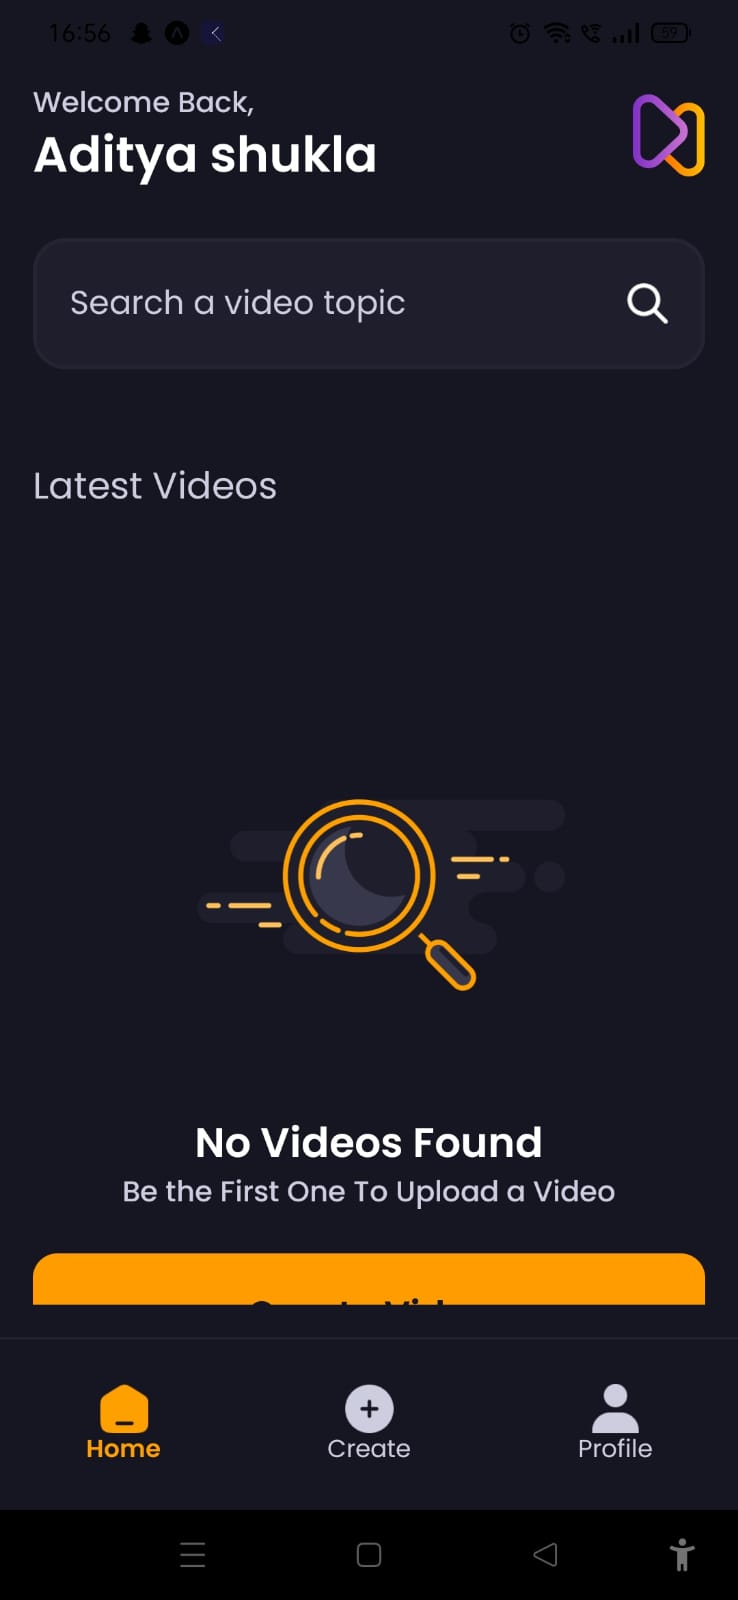 16:56
59
Welcome Back,
Aditya shukla
Search a video topic
Latest Videos
No Videos Found
Be the First One To Upload a Video
Home
Create
Profile